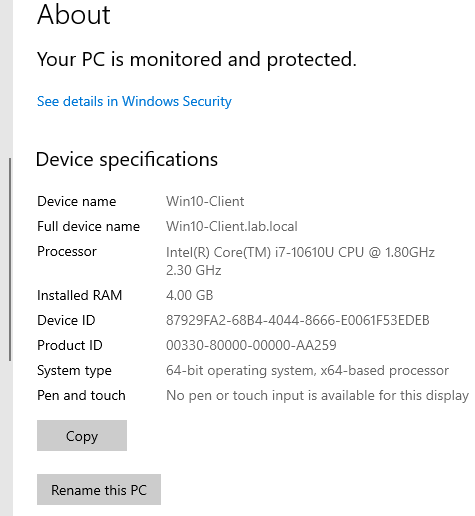 About
Your PC is monitored and protected.
See details in Windows Security
Device specifications
Device name Win10-Client
Full device name Win10-Client.lab.local
Processor Intel(R) Core(TM) i7-10610U CPU @ 1.80GHz
2.30 GHz
Installed RAM 4.00 GB
Device ID 87929FA2-68B4-4044-8666-E0061F53EDEB
Product ID 00330-80000-00000-AA259
System type 64-bit operating system, x64-based processor
Pen and touch No pen or touch input is available for this display
Copy
Rename this PC